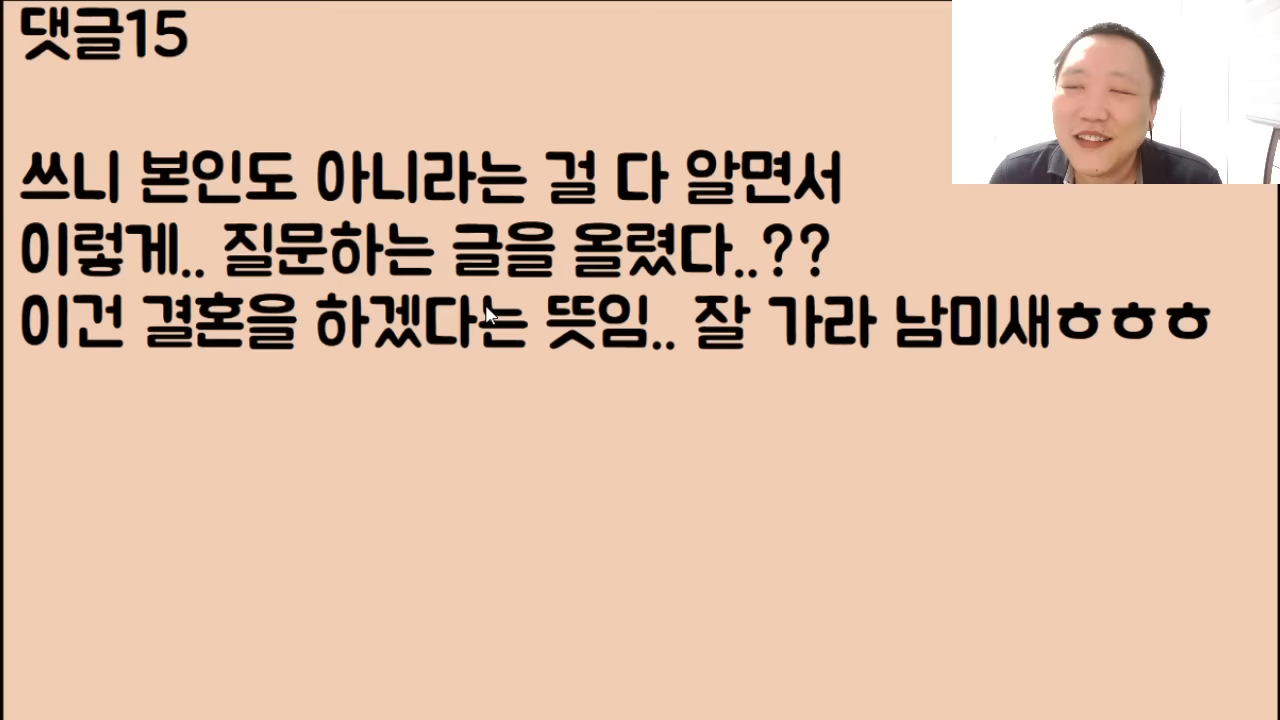 댓글15
쓰니 본인도 아니라는 걸 다 알면서
이렇게.. 질문하는 글을 올렸다..??
이건 결혼을 하겠다는 뜻임.. 잘 가라 남미새ㅎㅎㅎ